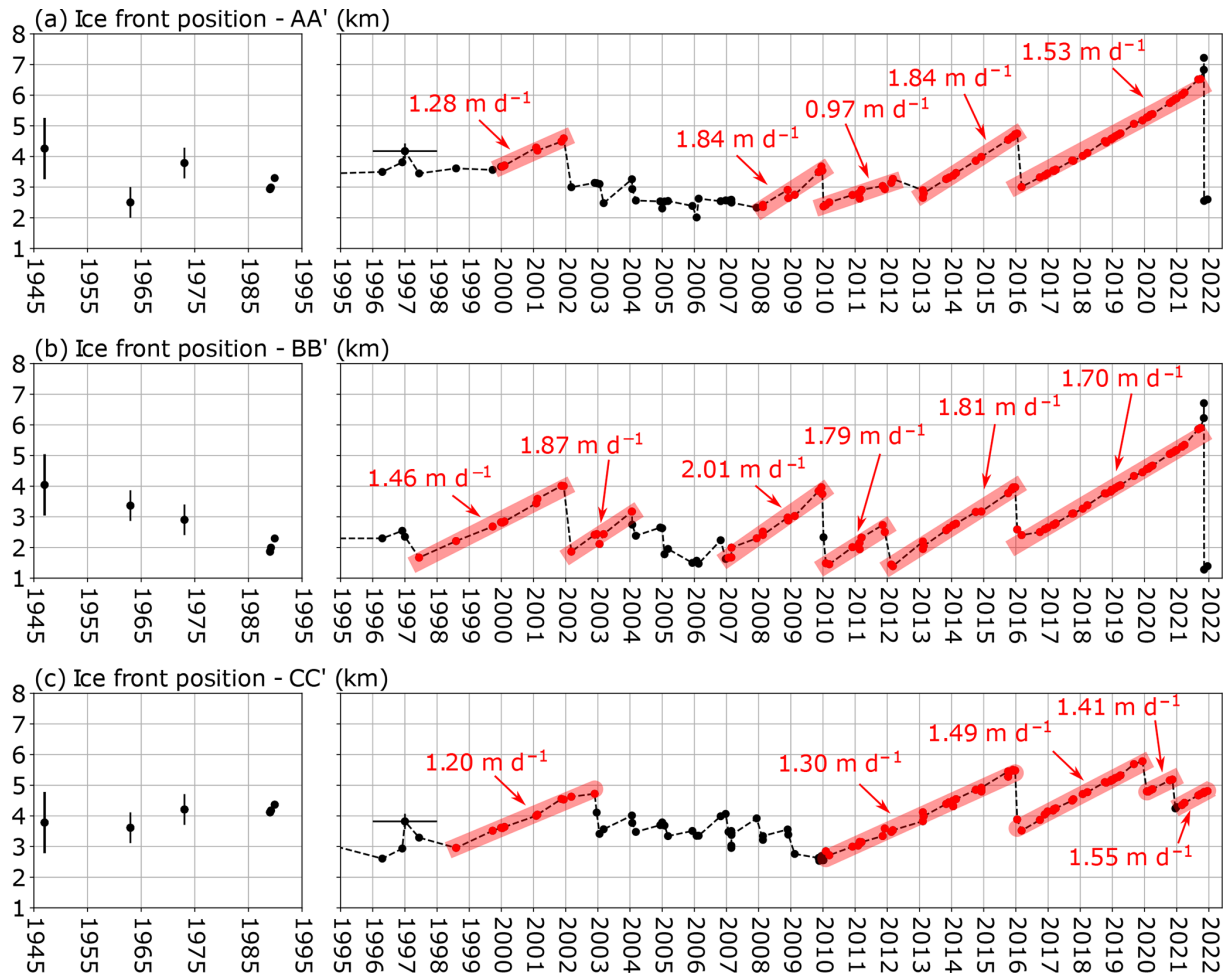 (a) Ice front position - AA' (km)
8
7
6
5
4
3
2
1
1.28 m d⁻¹
1.84 m d⁻¹
0.97 m d⁻¹
1.84 m d⁻¹
1.53 m d⁻¹
1945 1955 1965 1975 1985 1995
1995 1996 1997 1998 1999 2000 2001 2002 2003 2004 2005 2006 2007 2008 2009 2010 2011 2012 2013 2014 2015 2016 2017 2018 2019 2020 2021 2022
(b) Ice front position - BB' (km)
8
7
6
5
4
3
2
1
1.46 m d⁻¹
1.87 m d⁻¹
2.01 m d⁻¹
1.79 m d⁻¹
1.81 m d⁻¹
1.70 m d⁻¹
1945 1955 1965 1975 1985 1995
1995 1996 1997 1998 1999 2000 2001 2002 2003 2004 2005 2006 2007 2008 2009 2010 2011 2012 2013 2014 2015 2016 2017 2018 2019 2020 2021 2022
(c) Ice front position - CC' (km)
8
7
6
5
4
3
2
1
1.20 m d⁻¹
1.30 m d⁻¹
1.49 m d⁻¹
1.41 m d⁻¹
1.55 m d⁻¹
1945 1955 1965 1975 1985 1995
1995 1996 1997 1998 1999 2000 2001 2002 2003 2004 2005 2006 2007 2008 2009 2010 2011 2012 2013 2014 2015 2016 2017 2018 2019 2020 2021 2022